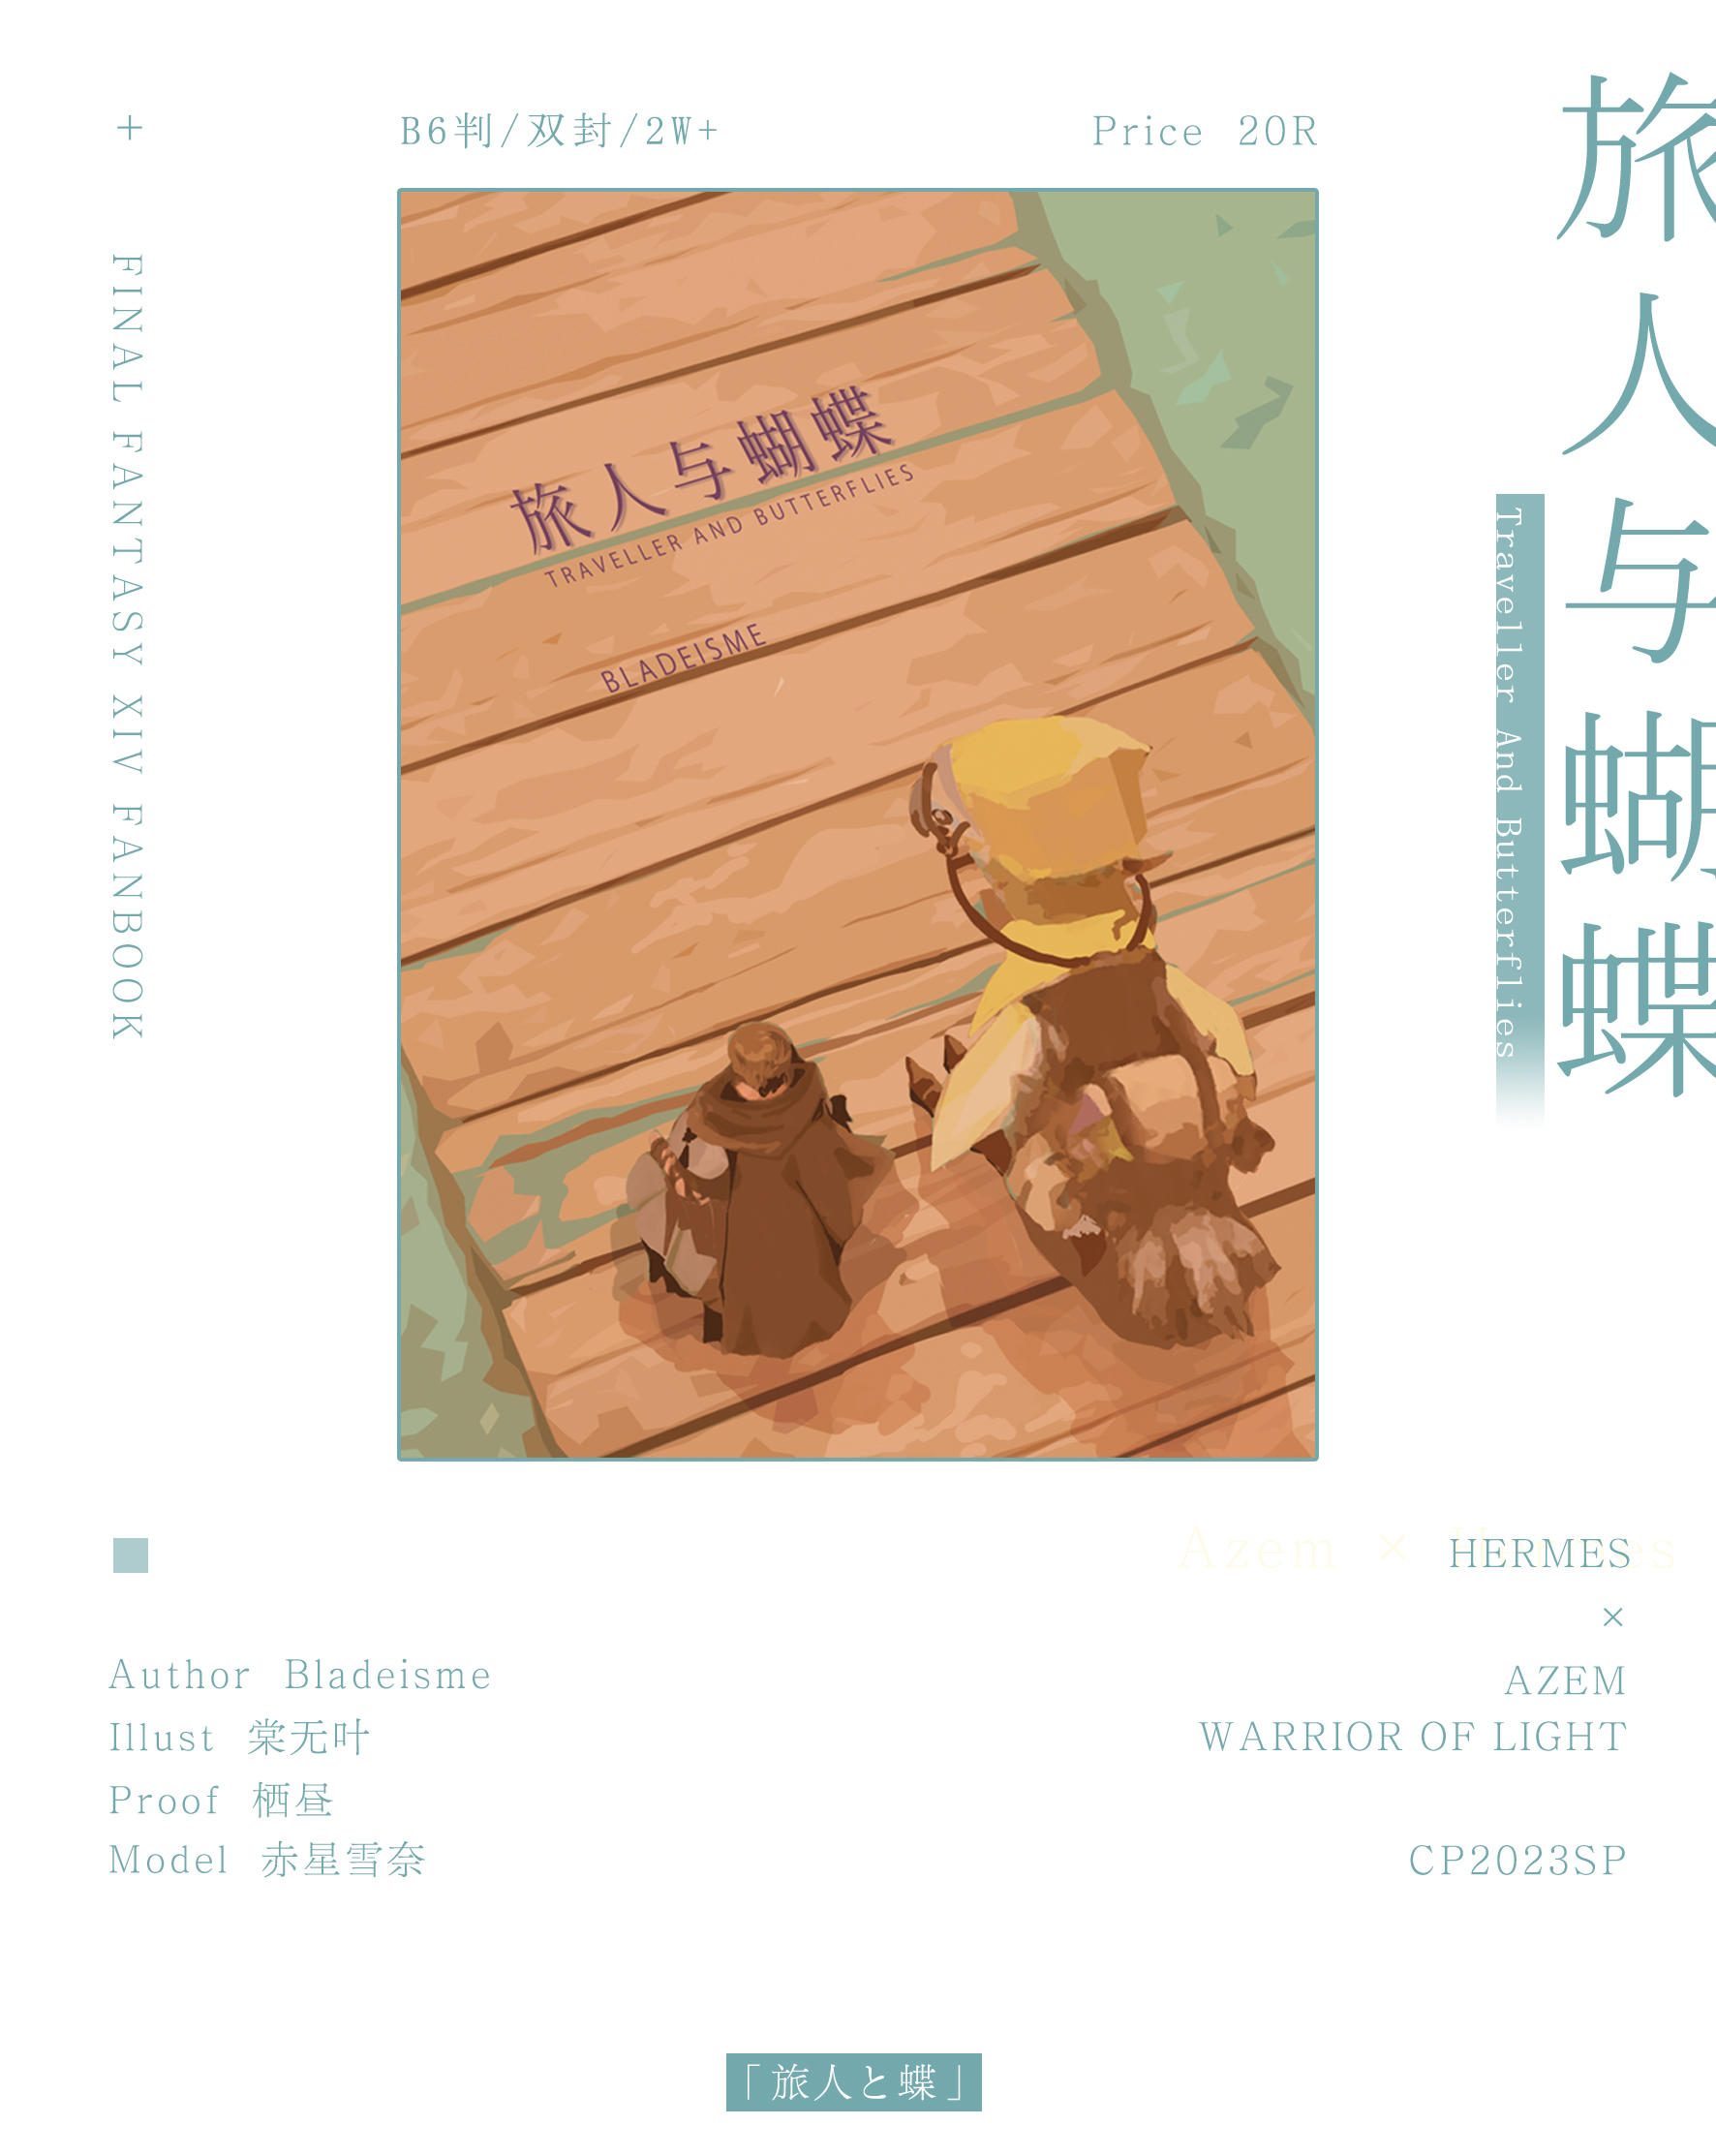 +
FINAL FANTASY XIV FANBOOK
B6判/双封/2W+
Price 20R
旅人与蝴蝶
Traveller And Butterflies
旅人与蝴蝶
TRAVELLER AND BUTTERFLIES
BLADEISME
Azem × Hermes
HERMES
×
AZEM
WARRIOR OF LIGHT
CP2023SP
Author Bladeisme
Illust 棠无叶
Proof 栖昼
Model 赤星雪奈
「旅人と蝶」